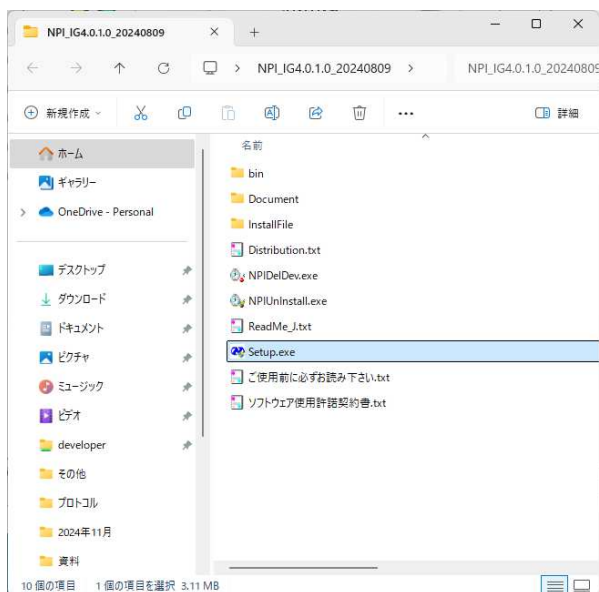 NPI_IG4.0.1.0_20240809
NPI_IG4.0.1.0_20240809
NPI_IG4.0.1.0_20240809
新規作成
詳細
ホーム
ギャラリー
OneDrive - Personal
デスクトップ
ダウンロード
ドキュメント
ピクチャ
ミュージック
ビデオ
developer
その他
プロトコル
2024年11月
資料
名前
bin
Document
InstallFile
Distribution.txt
NPIDelDev.exe
NPIUnInstall.exe
ReadMe_J.txt
Setup.exe
ご使用前に必ずお読み下さい.txt
ソフトウェア使用許諾契約書.txt
10 個の項目 1 個の項目を選択 3.11 MB